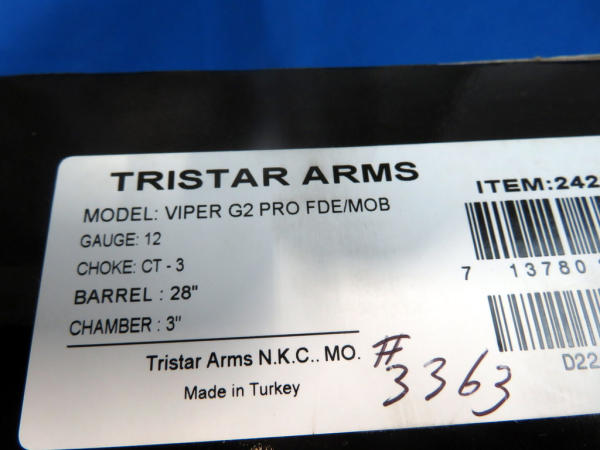 TRISTAR ARMS
MODEL: VIPER G2 PRO FDE/MOB
GAUGE: 12
CHOKE: CT - 3
BARREL : 28"
CHAMBER : 3"
Tristar Arms N.K.C.. MO.
Made in Turkey
#3363
ITEM:242
7 13780
D22